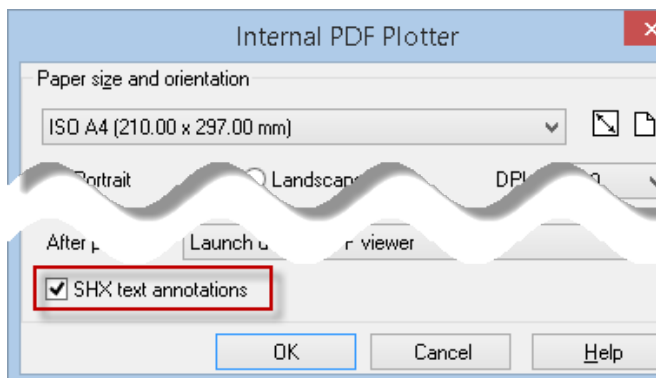 Internal PDF Plotter
Paper size and orientation
ISO A4 (210.00 x 297.00 mm)
Portrait Landscape DPI
After Launch viewer
SHX text annotations
OK Cancel Help